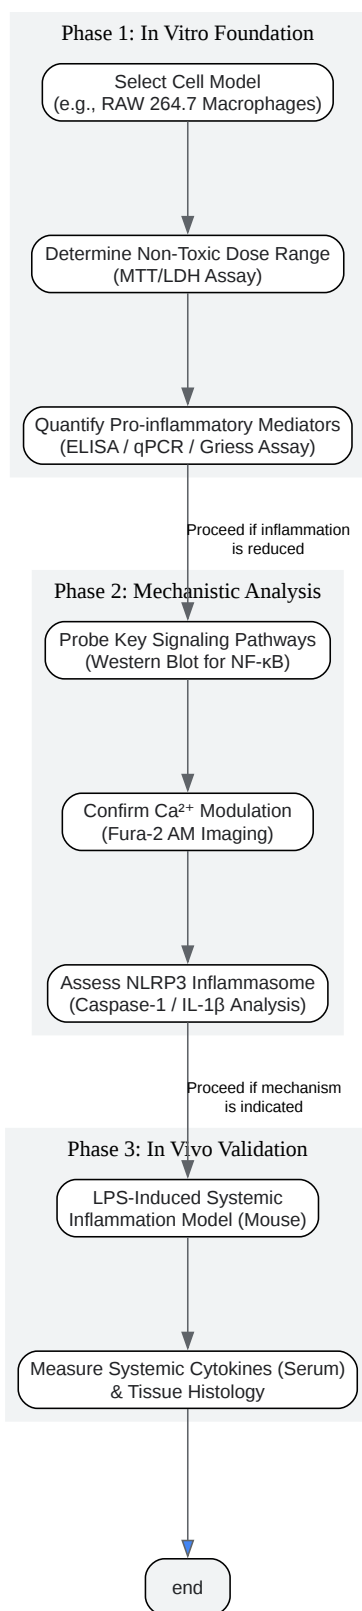 Phase 1: In Vitro Foundation
Select Cell Model
(e.g., RAW 264.7 Macrophages)
Determine Non-Toxic Dose Range
(MTT/LDH Assay)
Quantify Pro-inflammatory Mediators
(ELISA / qPCR / Griess Assay)
Proceed if inflammation
is reduced
Phase 2: Mechanistic Analysis
Probe Key Signaling Pathways
(Western Blot for NF-κB)
Confirm Ca²⁺ Modulation
(Fura-2 AM Imaging)
Assess NLRP3 Inflammasome
(Caspase-1 / IL-1β Analysis)
Proceed if mechanism
is indicated
Phase 3: In Vivo Validation
LPS-Induced Systemic
Inflammation Model (Mouse)
Measure Systemic Cytokines (Serum)
& Tissue Histology
end